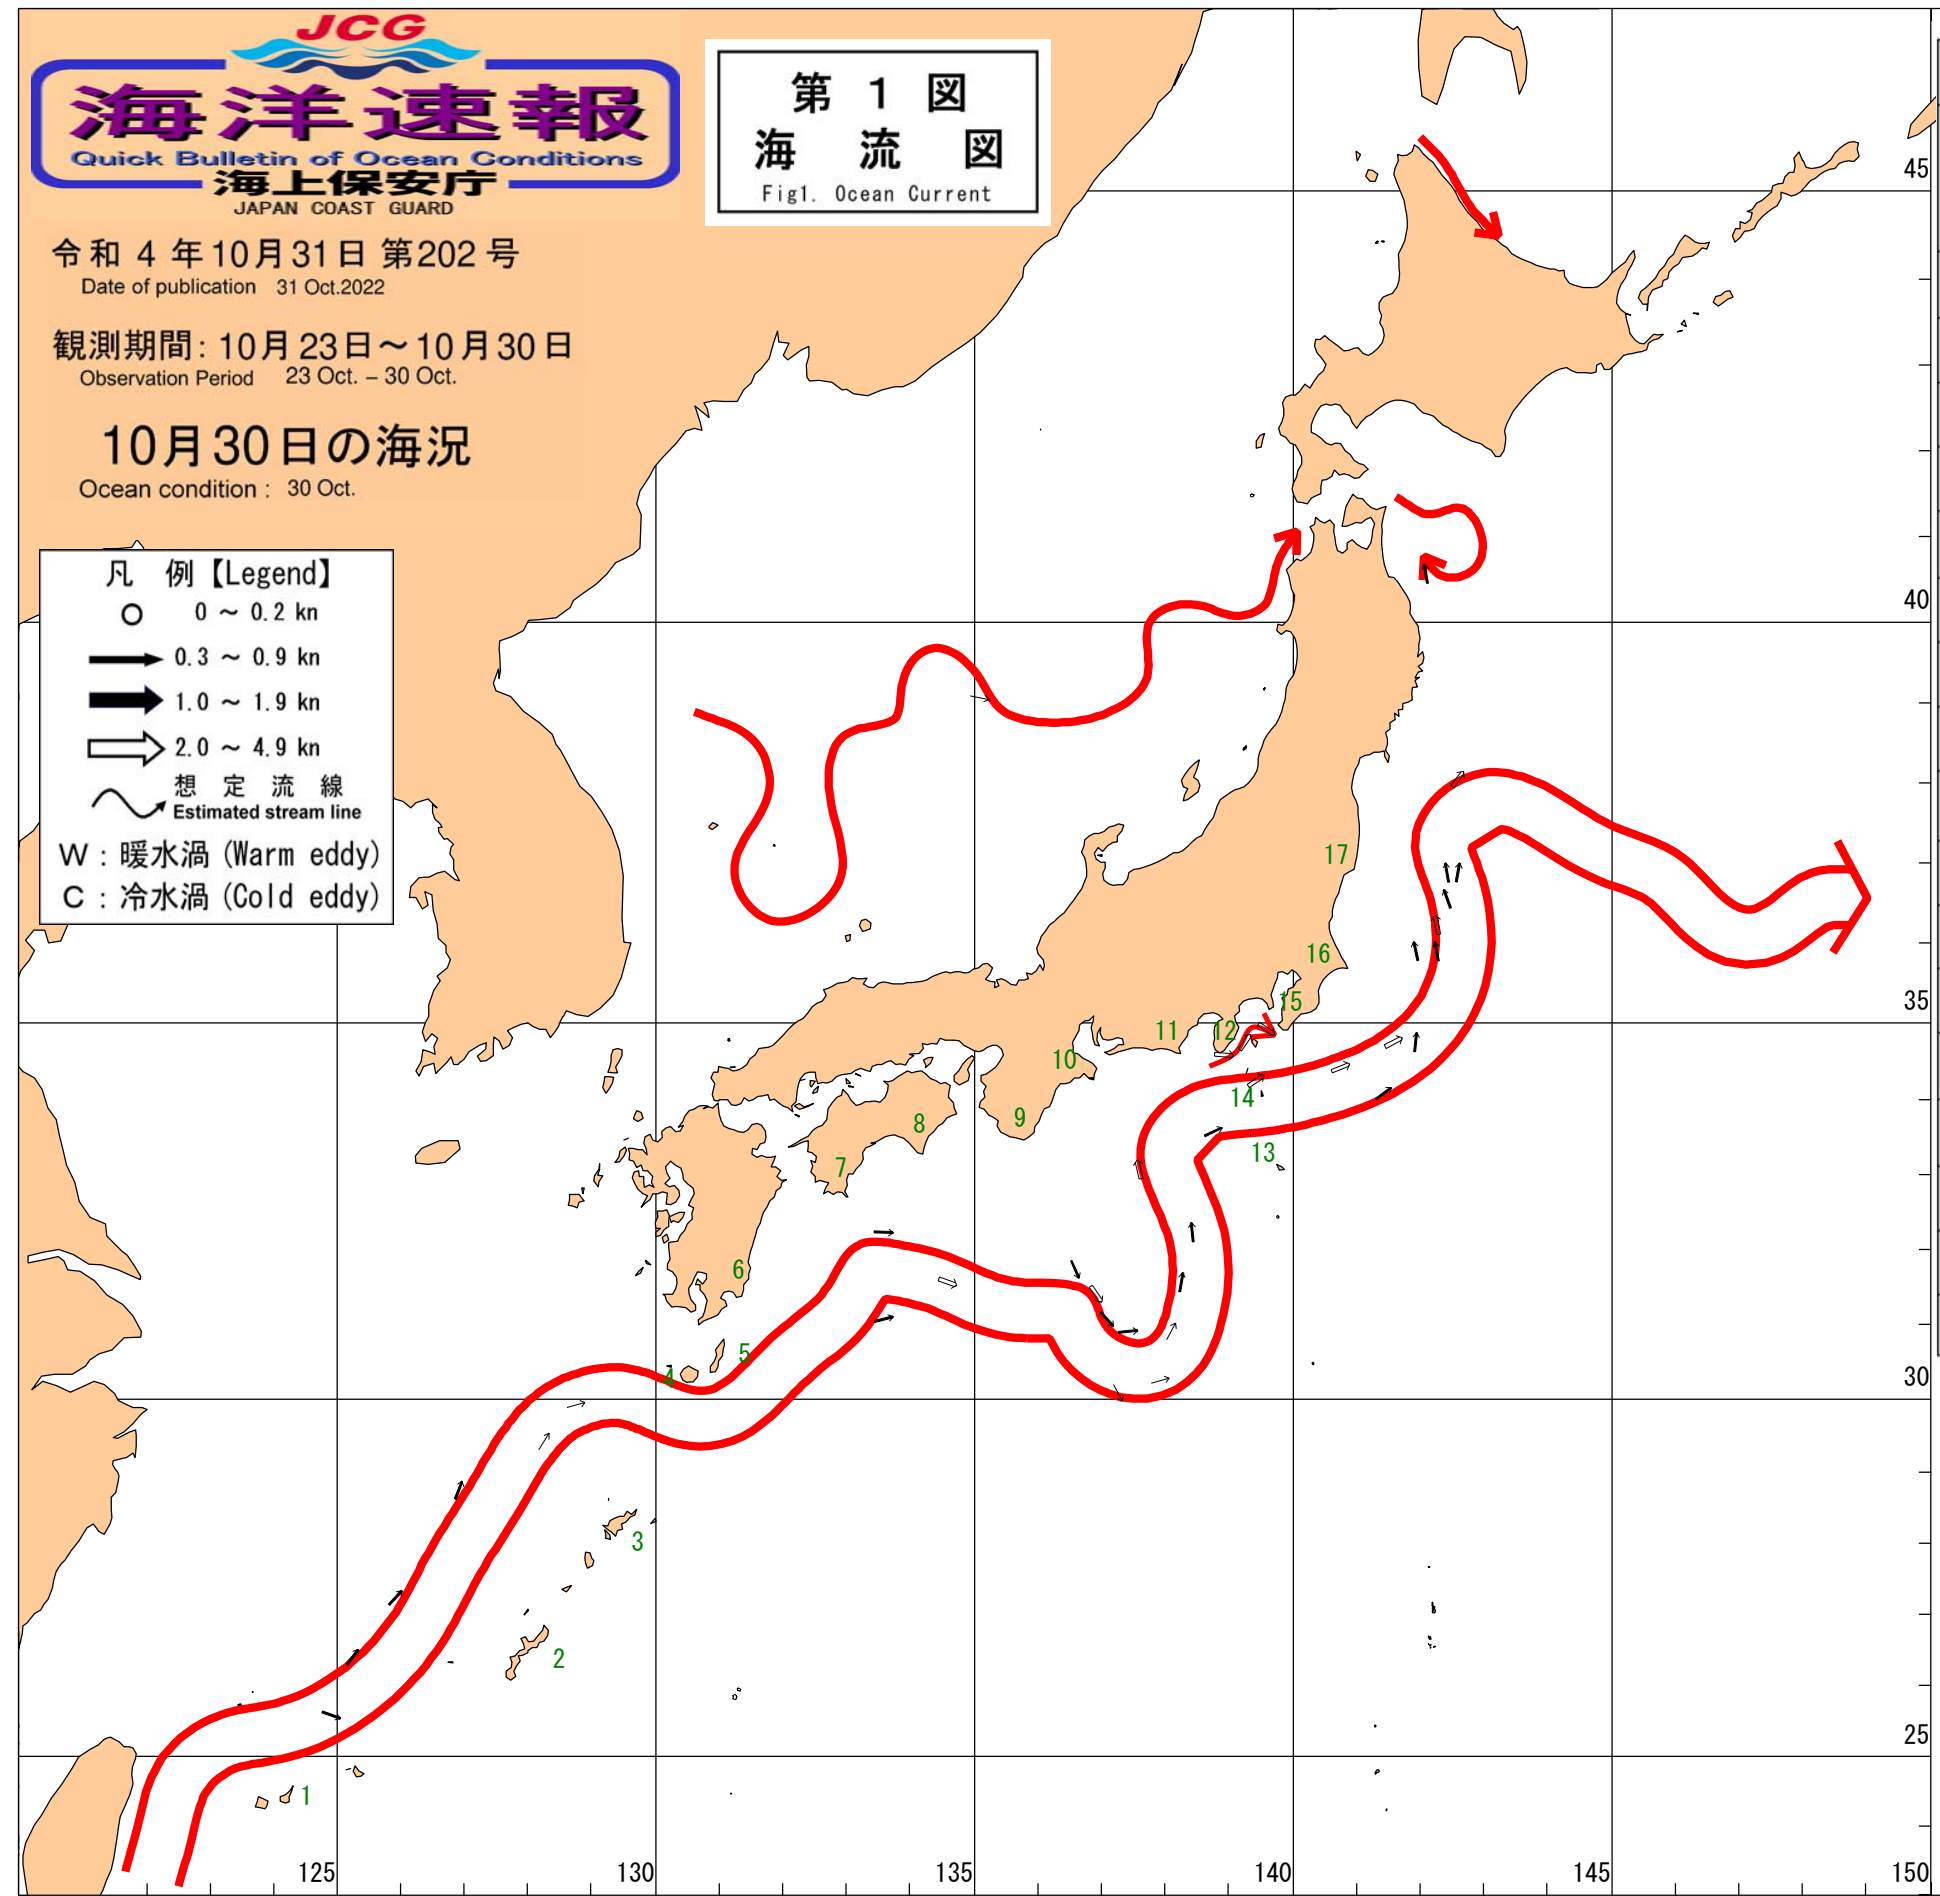 JCG
海洋速報
Quick Bulletin of Ocean Conditions
海上保安庁
JAPAN COAST GUARD
第 1 図
海 流 図
Fig1. Ocean Current
令和 4 年10月31日 第202 号
Date of publication 31 Oct.2022
観測期間: 10月23日～10月30日
Observation Period 23 Oct. – 30 Oct.
10月30日の海況
Ocean condition : 30 Oct.
凡 例【Legend】
0 ～ 0.2 kn
0.3 ～ 0.9 kn
1.0 ～ 1.9 kn
2.0 ～ 4.9 kn
想 定 流 線
Estimated stream line
W : 暖水渦 (Warm eddy)
C : 冷水渦 (Cold eddy)
45
40
17
16
35
15
12
11
10
14
9
8
13
7
6
5
4
30
3
2
25
1
125
130
135
140
145
150